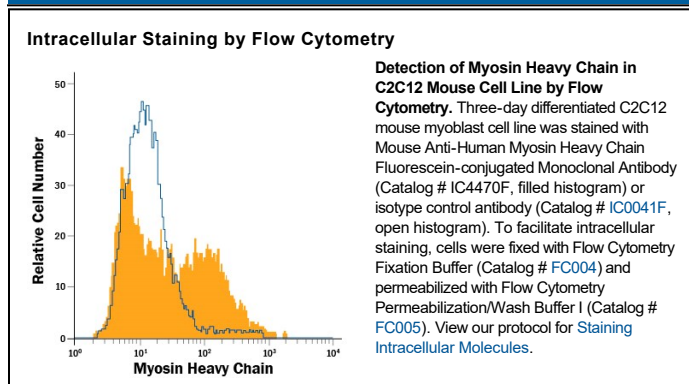 Intracellular Staining by Flow Cytometry
50
40
30
20
10
0
Relative Cell Number
10⁰
10¹
10²
10³
10⁴
Myosin Heavy Chain
Detection of Myosin Heavy Chain in
C2C12 Mouse Cell Line by Flow
Cytometry. Three-day differentiated C2C12
mouse myoblast cell line was stained with
Mouse Anti-Human Myosin Heavy Chain
Fluorescein-conjugated Monoclonal Antibody
(Catalog # IC4470F, filled histogram) or
isotype control antibody (Catalog # IC0041F,
open histogram). To facilitate intracellular
staining, cells were fixed with Flow Cytometry
Fixation Buffer (Catalog # FC004) and
permeabilized with Flow Cytometry
Permeabilization/Wash Buffer I (Catalog #
FC005). View our protocol for Staining
Intracellular Molecules.